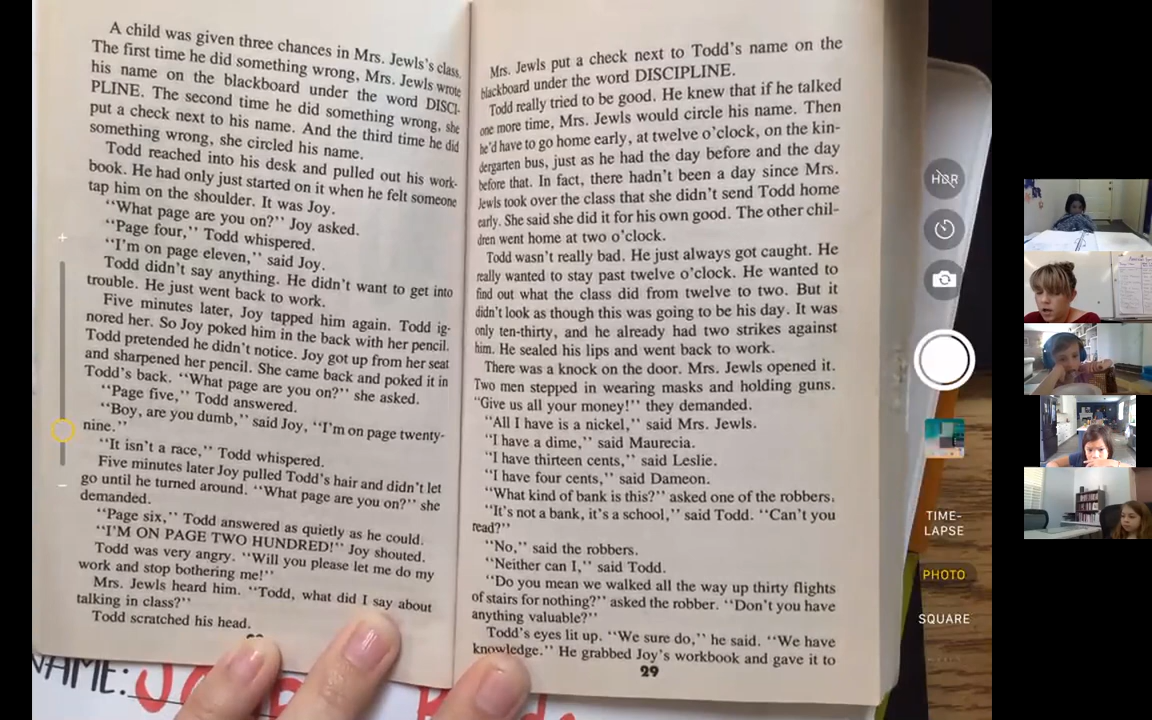 A child was given three chances in Mrs. Jewls's class.
The first time he did something wrong, Mrs. Jewls wrote
his name on the blackboard under the word DISCI-
PLINE. The second time he did something wrong, she
put a check next to his name. And the third time he did
something wrong, she circled his name.
Todd reached into his desk and pulled out his work-
book. He had only just started on it when he felt someone
tap him on the shoulder. It was Joy.
"What page are you on?" Joy asked.
"Page four," Todd whispered.
"I'm on page eleven," said Joy.
Todd didn't say anything. He didn't want to get into
trouble. He just went back to work.
Five minutes later, Joy tapped him again. Todd ig-
nored her. So Joy poked him in the back with her pencil.
Todd pretended he didn't notice. Joy got up from her seat
and sharpened her pencil. She came back and poked it in
Todd's back. "What page are you on?" she asked.
"Page five," Todd answered.
"Boy, are you dumb," said Joy, "I'm on page twenty-
nine."
"It isn't a race," Todd whispered.
Five minutes later Joy pulled Todd's hair and didn't let
go until he turned around. "What page are you on?" she
demanded.
"Page six," Todd answered as quietly as he could.
"I'M ON PAGE TWO HUNDRED!" Joy shouted.
Todd was very angry. "Will you please let me do my
work and stop bothering me!"
Mrs. Jewls heard him. "Todd, what did I say about
talking in class?"
Todd scratched his head.
Mrs. Jewls put a check next to Todd's name on the
blackboard under the word DISCIPLINE.
Todd really tried to be good. He knew that if he talked
one more time, Mrs. Jewls would circle his name. Then
he'd have to go home early, at twelve o'clock, on the kin-
dergarten bus, just as he had the day before and the day
before that. In fact, there hadn't been a day since Mrs.
Jewls took over the class that she didn't send Todd home
early. She said she did it for his own good. The other chil-
dren went home at two o'clock.
Todd wasn't really bad. He just always got caught. He
really wanted to stay past twelve o'clock. He wanted to
find out what the class did from twelve to two. But it
didn't look as though this was going to be his day. It was
only ten-thirty, and he already had two strikes against
him. He sealed his lips and went back to work.
There was a knock on the door. Mrs. Jewls opened it.
Two men stepped in wearing masks and holding guns.
"Give us all your money!" they demanded.
"All I have is a nickel," said Mrs. Jewls.
"I have a dime," said Maurecia.
"I have thirteen cents," said Leslie.
"I have four cents," said Dameon.
"What kind of bank is this?" asked one of the robbers.
"It's not a bank, it's a school," said Todd. "Can't you
read?"
"No," said the robbers.
"Neither can I," said Todd.
"Do you mean we walked all the way up thirty flights
of stairs for nothing?" asked the robber. "Don't you have
anything valuable?"
Todd's eyes lit up. "We sure do," he said. "We have
knowledge." He grabbed Joy's workbook and gave it to
29
NAME:
HDR
TIME-
LAPSE
PHOTO
SQUARE